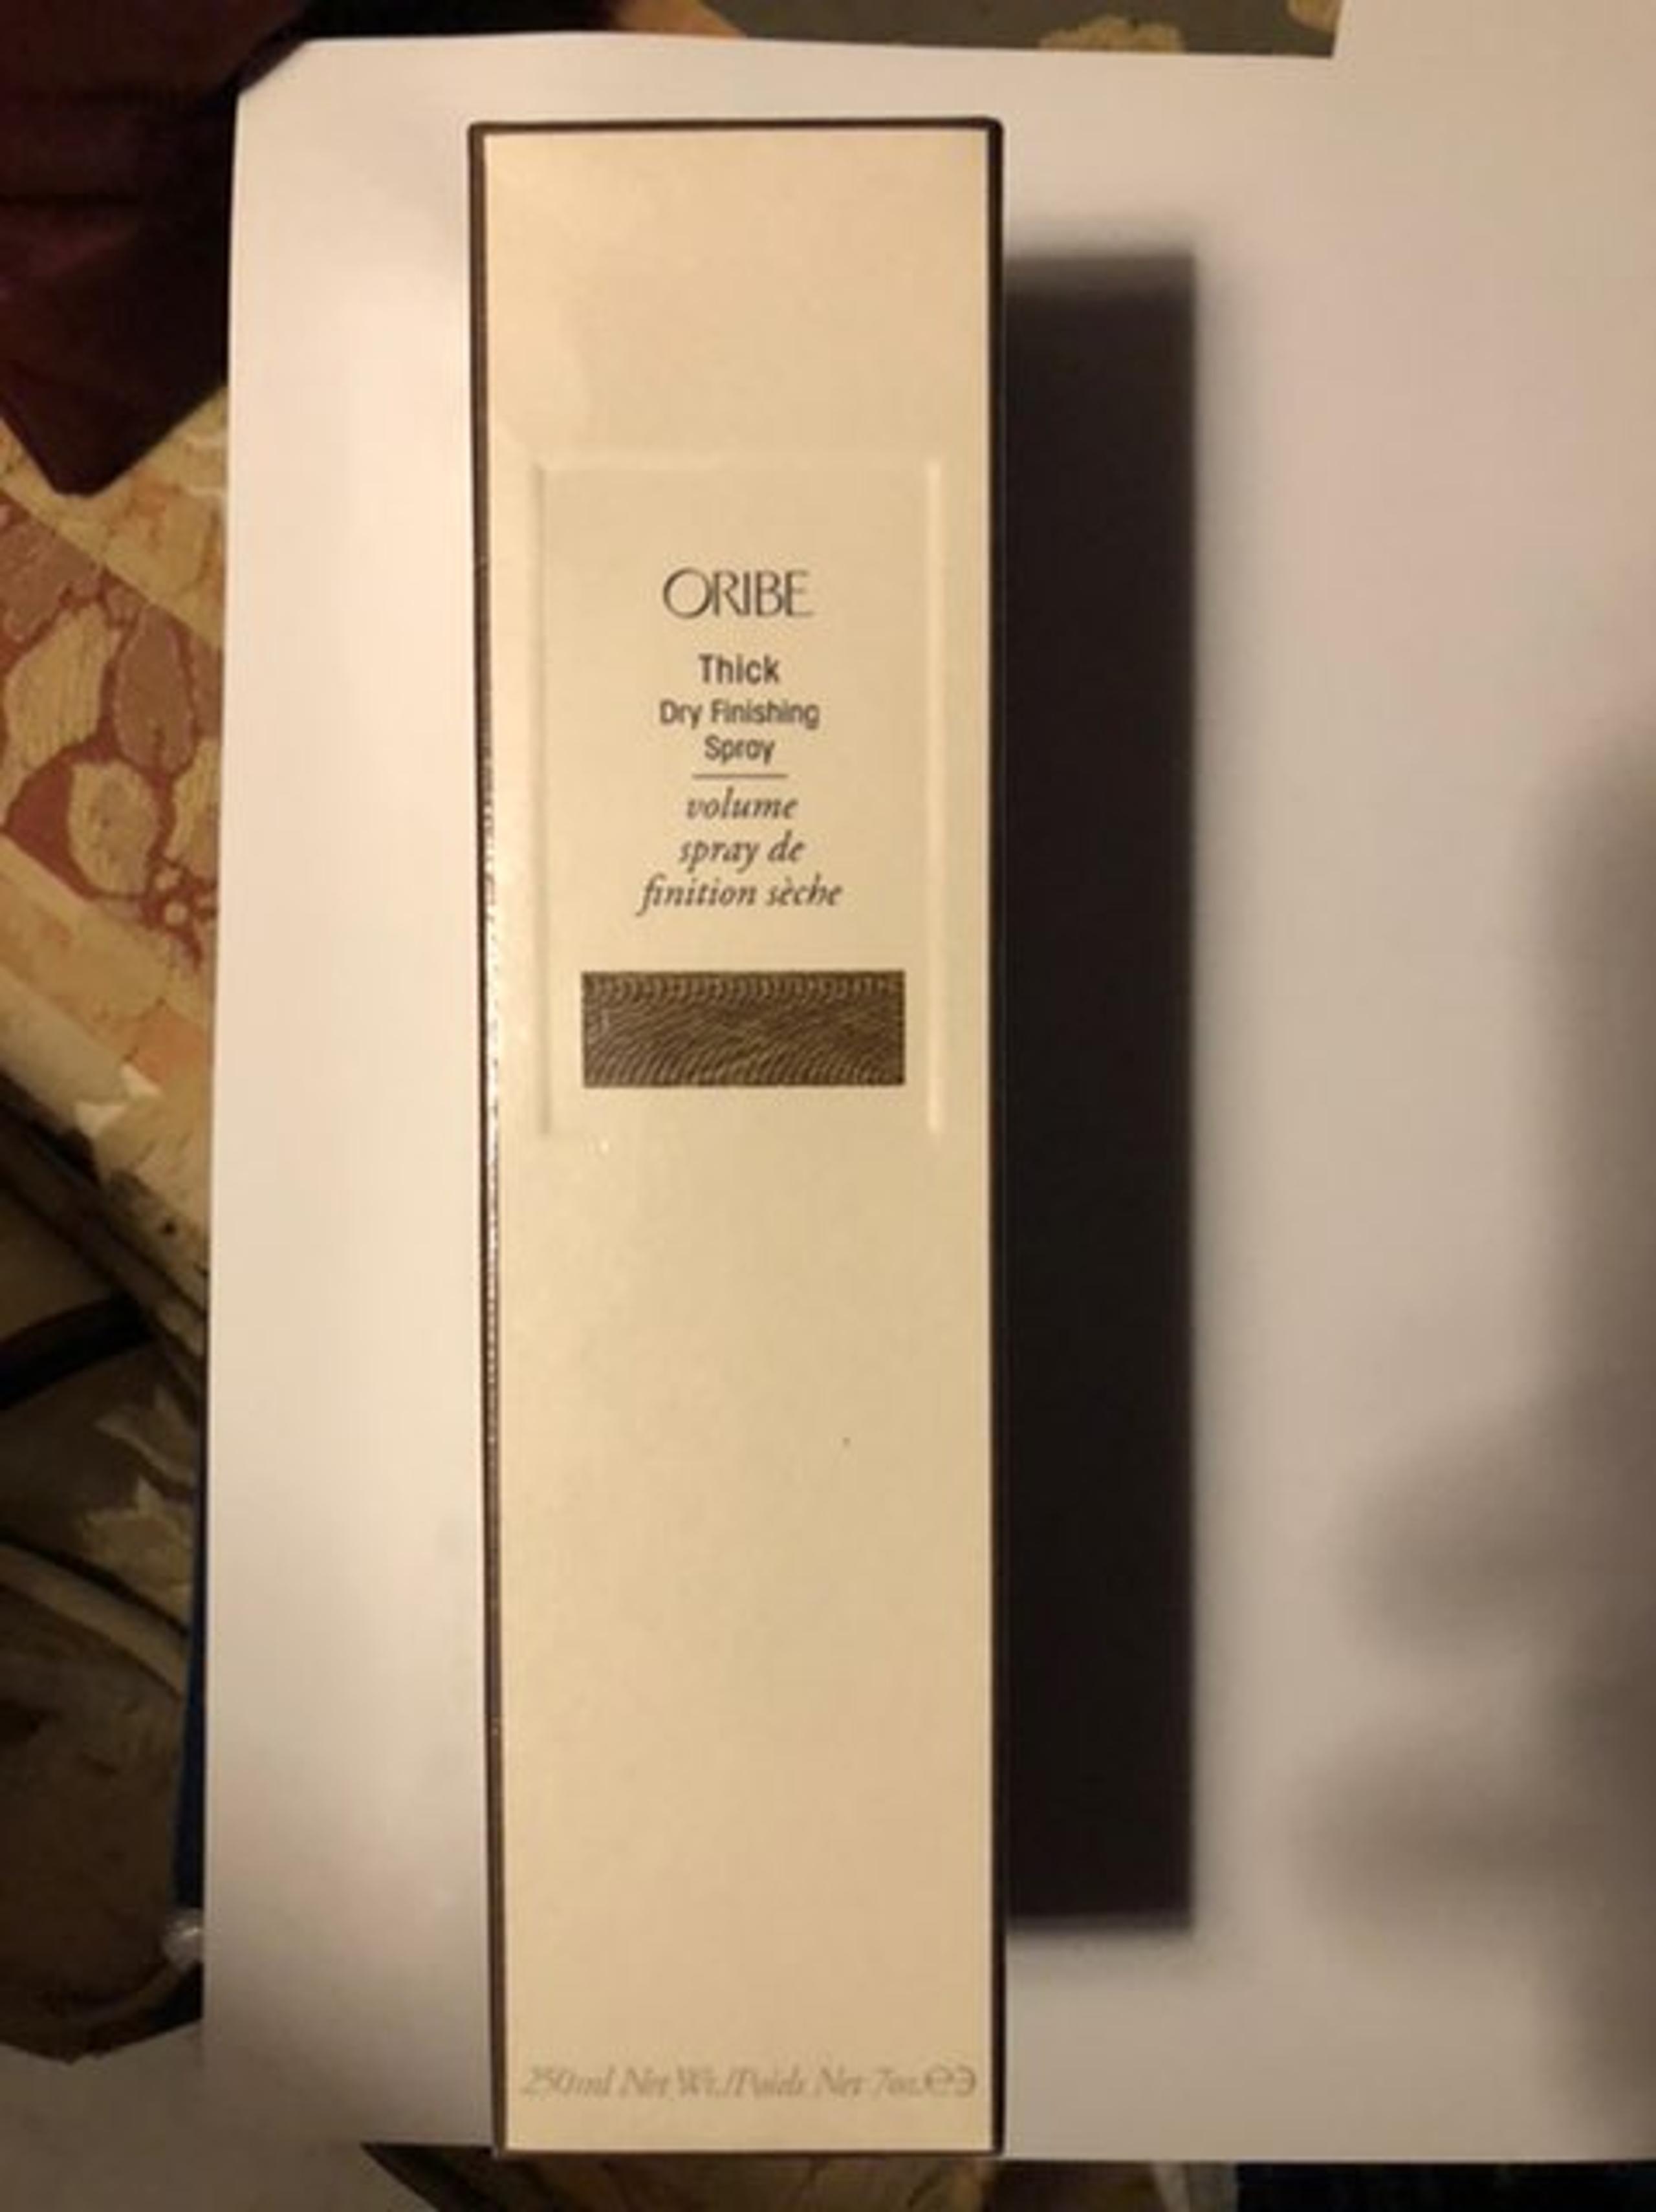 ORIBE
Thick
Dry Finishing
Spray
volume
spray de
finition sèche
250ml Net Wt./Poids Net 7oz.℮